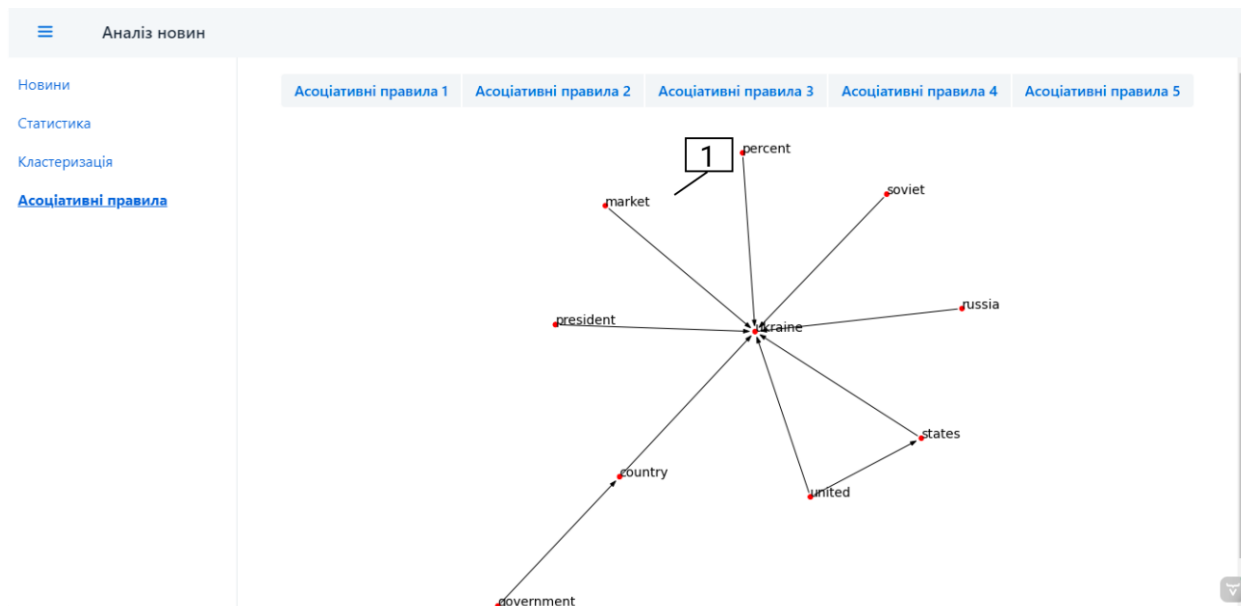 Аналіз новин
Новини
Статистика
Кластеризація
Асоціативні правила
Асоціативні правила 1 Асоціативні правила 2 Асоціативні правила 3 Асоціативні правила 4 Асоціативні правила 5
1
percent
soviet
market
russia
president
ukraine
states
country
united
government